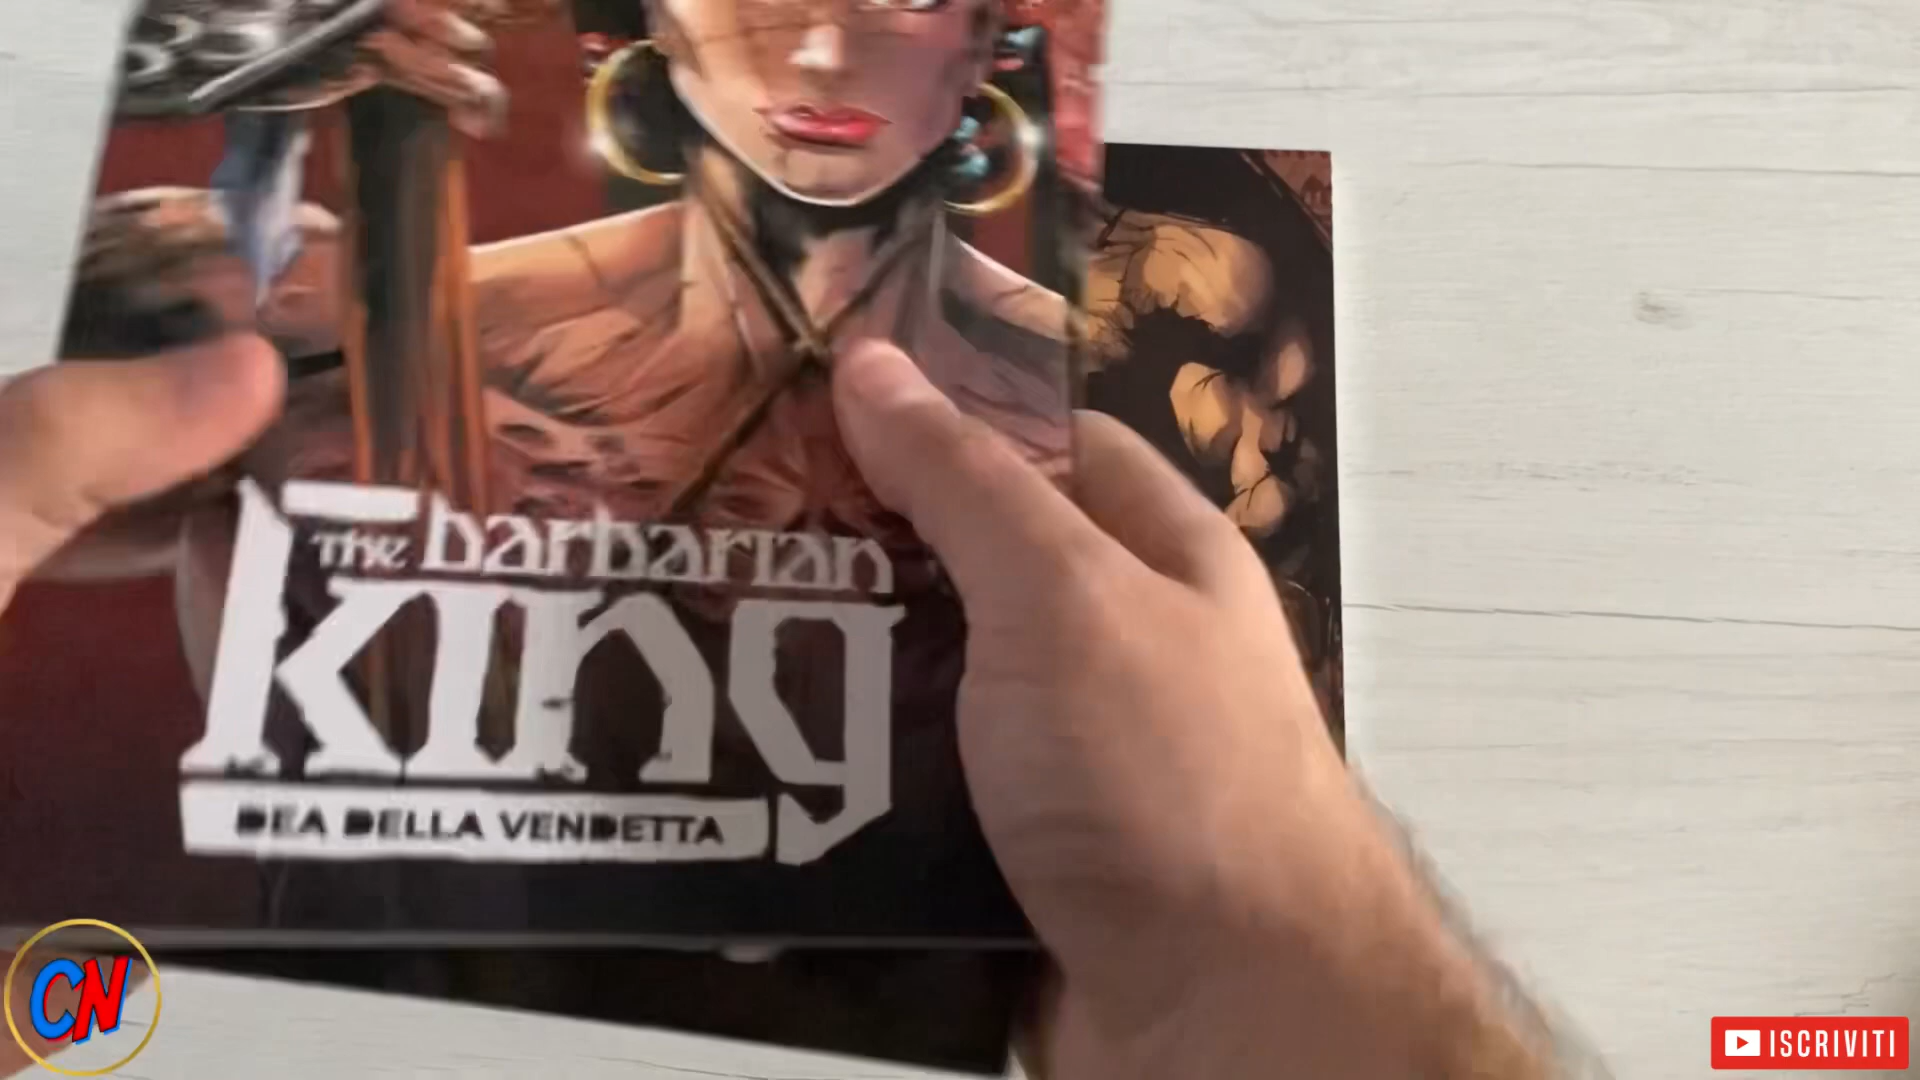 The barbarian
King
DEA DELLA VENDETTA
CN
ISCRIVITI